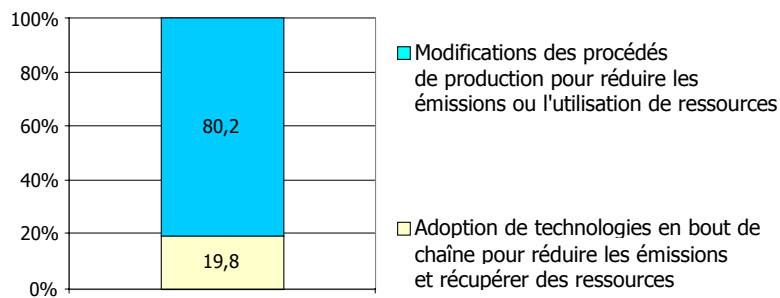 100%
80%
60%
40%
20%
0%
80,2
19,8
Modifications des procédés
de production pour réduire les
émissions ou l'utilisation de ressources
Adoption de technologies en bout de
chaîne pour réduire les émissions
et récupérer des ressources